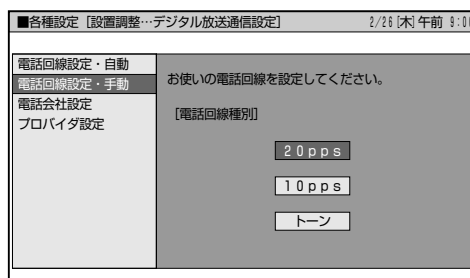 ■各種設定［設置調整…デジタル放送通信設定］ 2/26［木］午前 9:0
電話回線設定・自動
電話回線設定・手動
電話会社設定
プロバイダ設定
お使いの電話回線を設定してください。
［電話回線種別］
20pps
10pps
トーン